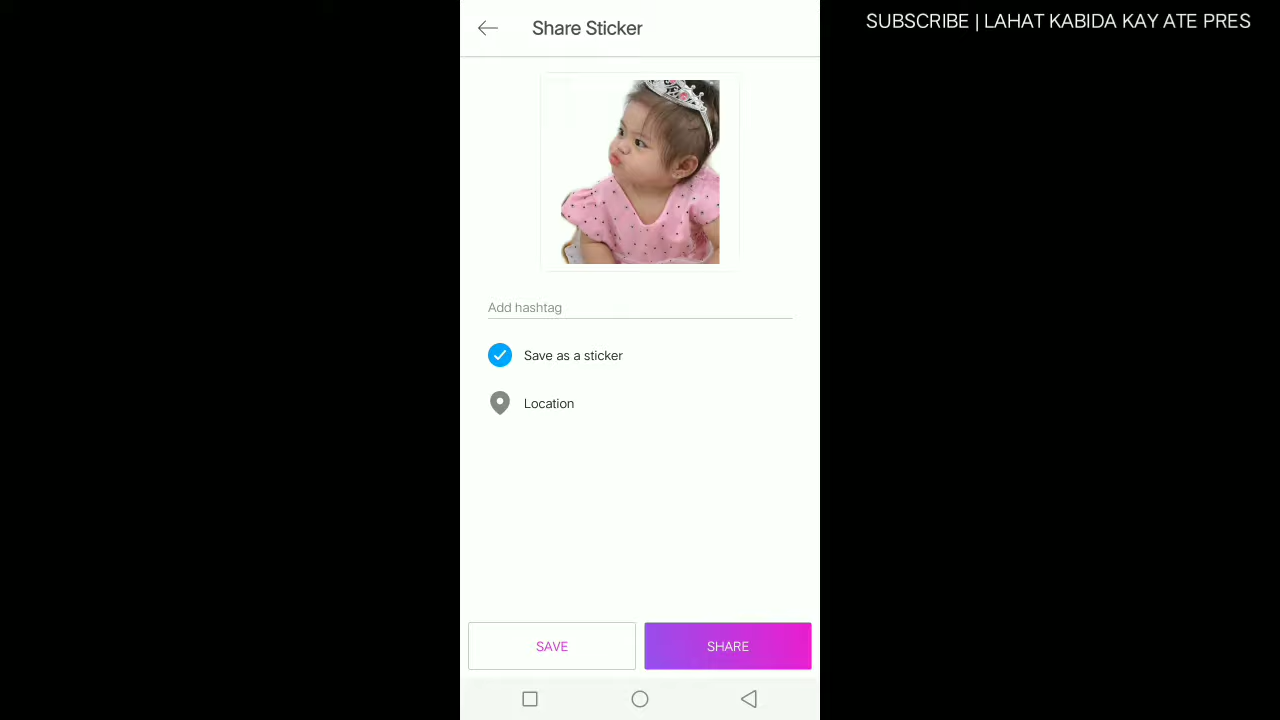 Share Sticker
SUBSCRIBE | LAHAT KABIDA KAY ATE PRES
Add hashtag
Save as a sticker
Location
SAVE
SHARE